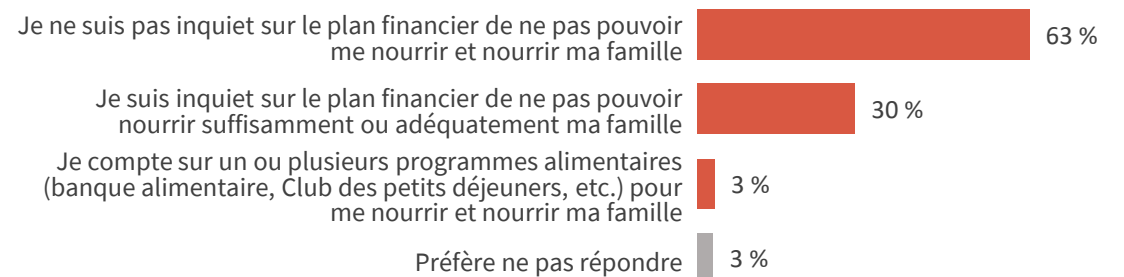 Je ne suis pas inquiet sur le plan financier de ne pas pouvoir
me nourrir et nourrir ma famille
63 %
Je suis inquiet sur le plan financier de ne pas pouvoir
nourrir suffisamment ou adéquatement ma famille
30 %
Je compte sur un ou plusieurs programmes alimentaires
(banque alimentaire, Club des petits déjeuners, etc.) pour
me nourrir et nourrir ma famille
3 %
Préfère ne pas répondre
3 %